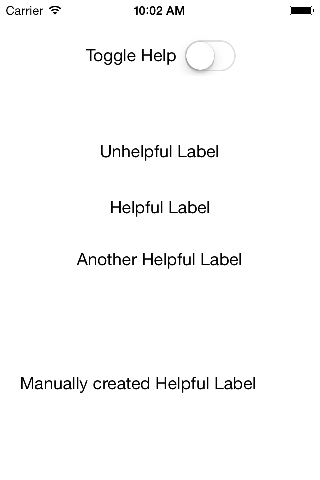 Carrier 10:02 AM
Toggle Help
Unhelpful Label
Helpful Label
Another Helpful Label
Manually created Helpful Label